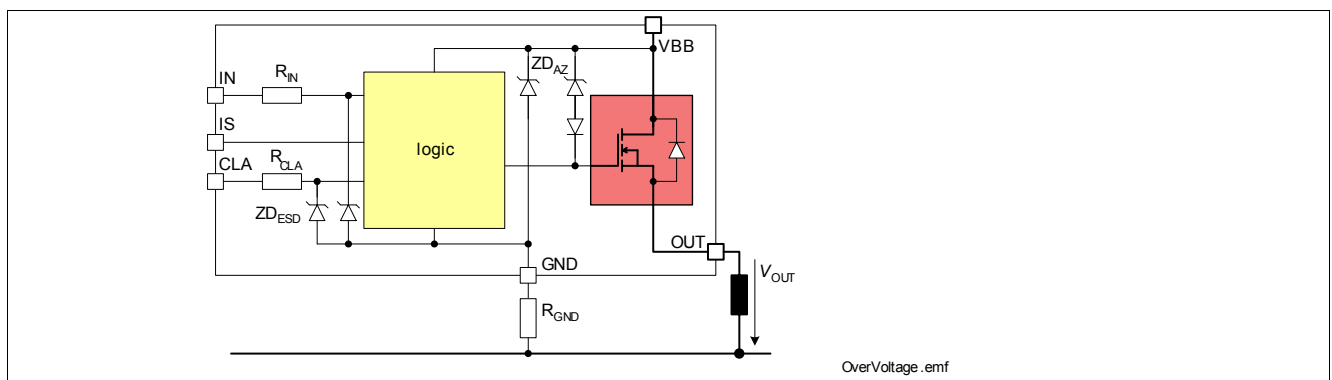 VBB
ZDAZ
IN
RIN
IS
logic
CLA
RCLA
ZDESD
OUT
GND
VOUT
RGND
OverVoltage.emf